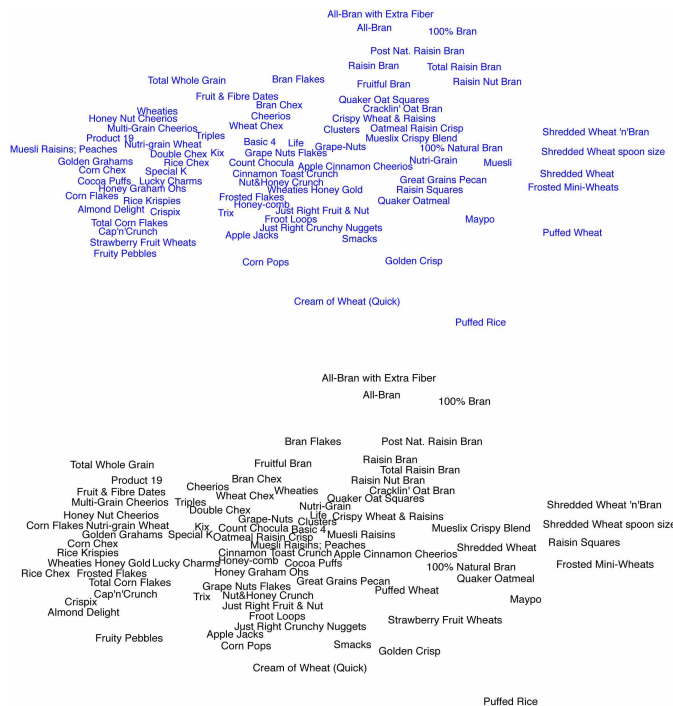 All-Bran with Extra Fiber
All-Bran
100% Bran
Post Nat. Raisin Bran
Raisin Bran
Total Raisin Bran
Total Whole Grain
Bran Flakes
Fruitful Bran
Raisin Nut Bran
Fruit & Fibre Dates
Quaker Oat Squares
Bran Chex
Cracklin' Oat Bran
Wheaties
Honey Nut Cheerios
Cheerios
Crispy Wheat & Raisins
Multi-Grain Cheerios
Wheat Chex
Clusters
Oatmeal Raisin Crisp
Shredded Wheat 'n'Bran
Product 19
Triples
Mueslix Crispy Blend
Nutri-grain Wheat
Basic 4
Life
Grape-Nuts
100% Natural Bran
Muesli Raisins; Peaches
Double Chex
Kix
Grape Nuts Flakes
Shredded Wheat spoon size
Golden Grahams
Rice Chex
Count Chocula
Apple Cinnamon Cheerios
Nutri-Grain
Muesli
Corn Chex
Special K
Cinnamon Toast Crunch
Shredded Wheat
Cocoa Puffs
Lucky Charms
Nut&Honey Crunch
Great Grains Pecan
Honey Graham Ohs
Wheaties Honey Gold
Raisin Squares
Frosted Mini-Wheats
Corn Flakes
Rice Krispies
Frosted Flakes
Quaker Oatmeal
Honey-comb
Almond Delight
Crispix
Trix
Just Right Fruit & Nut
Total Corn Flakes
Froot Loops
Maypo
Cap'n'Crunch
Just Right Crunchy Nuggets
Puffed Wheat
Strawberry Fruit Wheats
Apple Jacks
Smacks
Fruity Pebbles
Corn Pops
Golden Crisp
Cream of Wheat (Quick)
Puffed Rice
All-Bran with Extra Fiber
All-Bran
100% Bran
Bran Flakes
Post Nat. Raisin Bran
Total Whole Grain
Fruitful Bran
Raisin Bran
Total Raisin Bran
Product 19
Bran Chex
Raisin Nut Bran
Fruit & Fibre Dates
Cheerios
Wheaties
Cracklin' Oat Bran
Wheat Chex
Quaker Oat Squares
Multi-Grain Cheerios
Triples
Nutri-Grain
Shredded Wheat 'n'Bran
Double Chex
Honey Nut Cheerios
Grape-Nuts
Life
Crispy Wheat & Raisins
Corn Flakes
Nutri-grain Wheat
Kix
Count Chocula
Basic 4
Clusters
Mueslix Crispy Blend
Shredded Wheat spoon size
Golden Grahams
Special K
Oatmeal Raisin Crisp
Muesli Raisins
Corn Chex
Muesli Raisins; Peaches
Shredded Wheat
Raisin Squares
Rice Krispies
Cinnamon Toast Crunch
Apple Cinnamon Cheerios
Wheaties Honey Gold
Lucky Charms
Honey-comb
Cocoa Puffs
100% Natural Bran
Frosted Mini-Wheats
Rice Chex
Frosted Flakes
Honey Graham Ohs
Total Corn Flakes
Great Grains Pecan
Quaker Oatmeal
Grape Nuts Flakes
Puffed Wheat
Cap'n'Crunch
Trix
Nut&Honey Crunch
Maypo
Crispix
Just Right Fruit & Nut
Almond Delight
Froot Loops
Strawberry Fruit Wheats
Just Right Crunchy Nuggets
Fruity Pebbles
Apple Jacks
Corn Pops
Smacks
Golden Crisp
Cream of Wheat (Quick)
Puffed Rice